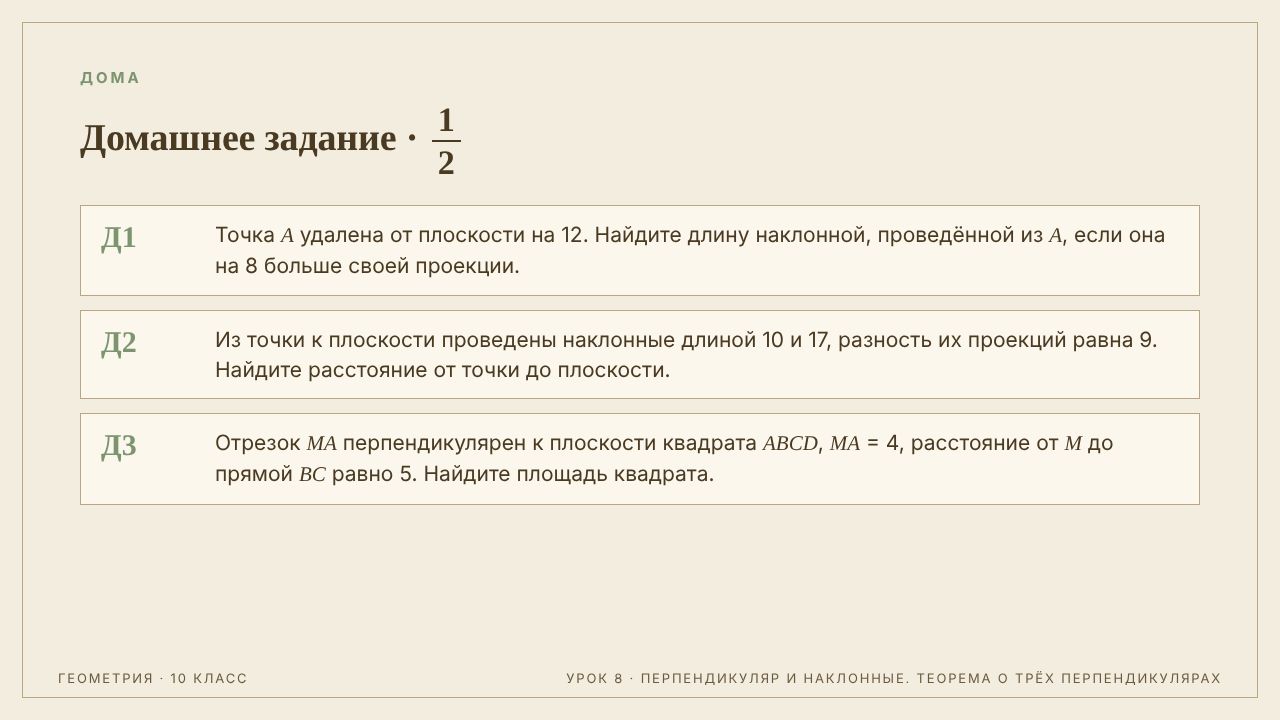 ДОМА
Домашнее задание · 1/2
Д1
Точка A удалена от плоскости на 12. Найдите длину наклонной, проведённой из A, если она
на 8 больше своей проекции.
Д2
Из точки к плоскости проведены наклонные длиной 10 и 17, разность их проекций равна 9.
Найдите расстояние от точки до плоскости.
Д3
Отрезок MA перпендикулярен к плоскости квадрата ABCD, MA = 4, расстояние от M до
прямой BC равно 5. Найдите площадь квадрата.
ГЕОМЕТРИЯ · 10 КЛАСС
УРОК 8 · ПЕРПЕНДИКУЛЯР И НАКЛОННЫЕ. ТЕОРЕМА О ТРЁХ ПЕРПЕНДИКУЛЯРАХ